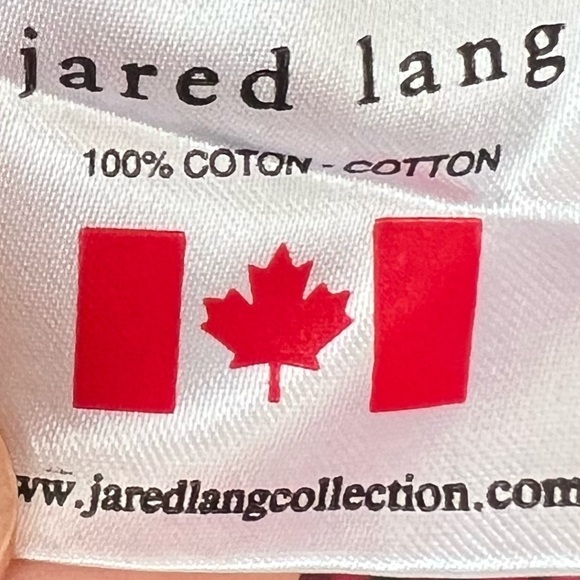 jared lang
100% COTON - COTTON
ww.jaredlangcollection.com